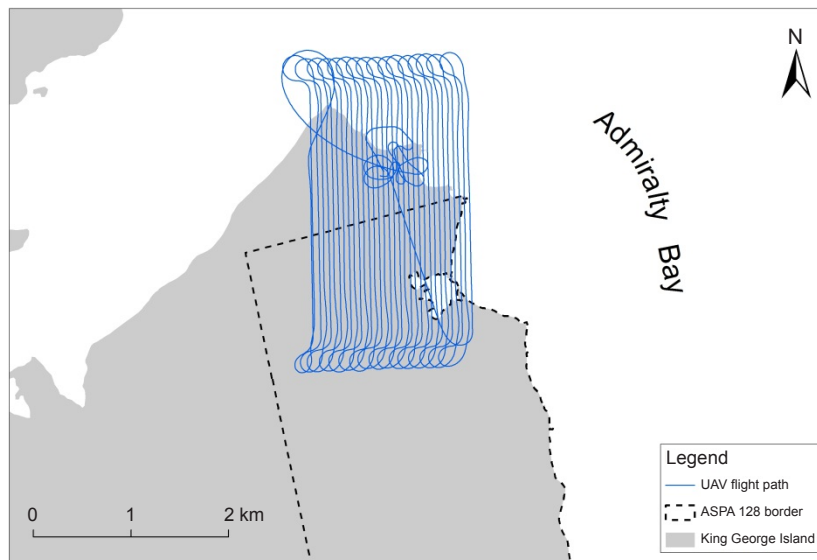 N
Admiralty Bay
Legend
UAV flight path
ASPA 128 border
King George Island
0 1 2 km